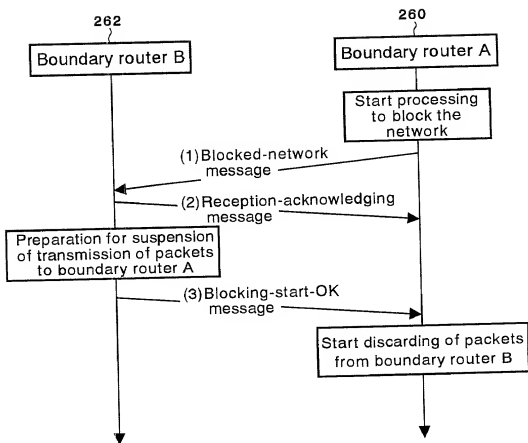 262
260
Boundary router B
Boundary router A
Start processing
to block the
network
(1)Blocked-network
message
(2)Reception-acknowledging
message
Preparation for suspension
of transmission of packets
to boundary router A
(3)Blocking-start-OK
message
Start discarding of packets
from boundary router B